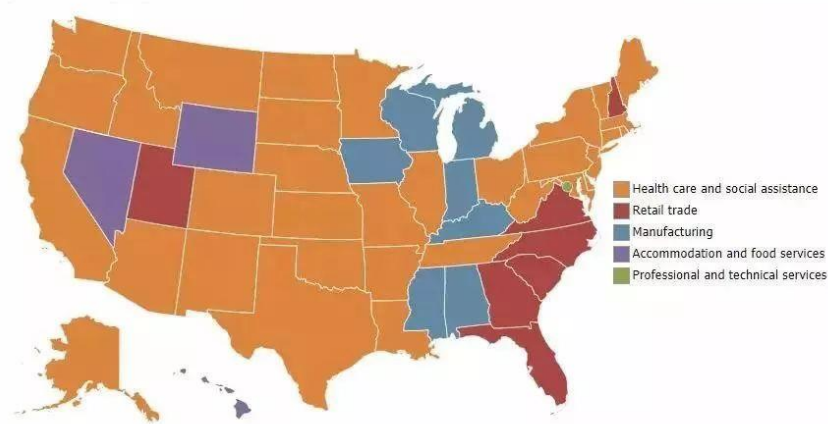 Health care and social assistance
Retail trade
Manufacturing
Accommodation and food services
Professional and technical services